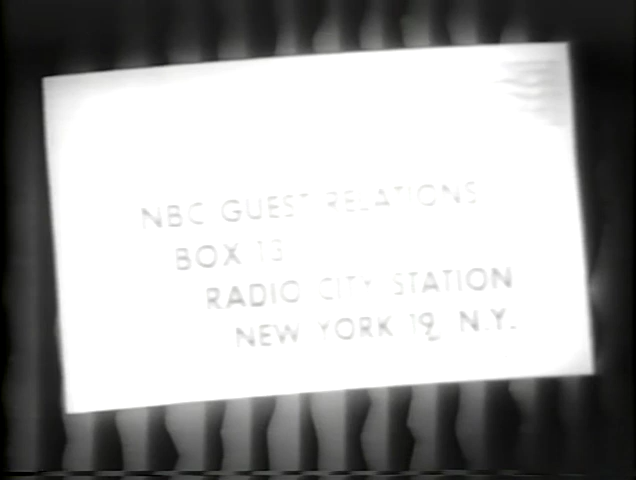 NBC GUEST RELATIONS
BOX 13
RADIO CITY STATION
NEW YORK 19, N.Y.